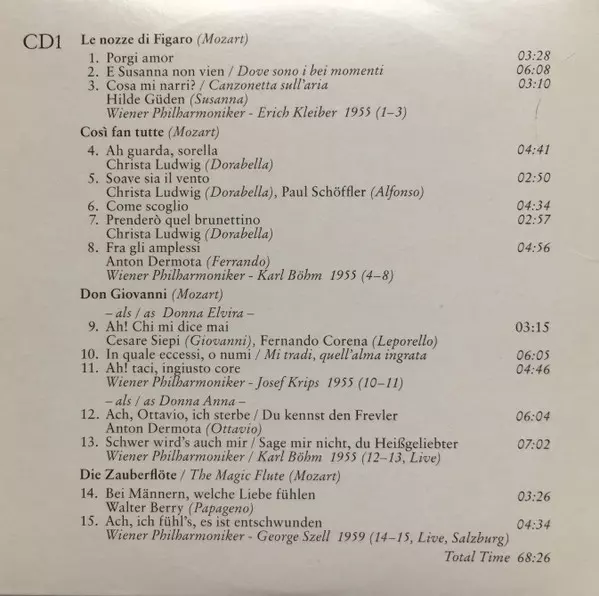 CD1
Le nozze di Figaro (Mozart)
1. Porgi amor 03:28
2. E Susanna non vien / Dove sono i bei momenti 06:08
3. Cosa mi narri? / Canzonetta sull'aria 03:10
Hilde Güden (Susanna)
Wiener Philharmoniker - Erich Kleiber 1955 (1–3)
Così fan tutte (Mozart)
4. Ah guarda, sorella 04:41
Christa Ludwig (Dorabella)
5. Soave sia il vento 02:50
Christa Ludwig (Dorabella), Paul Schöffler (Alfonso)
6. Come scoglio 04:34
7. Prenderò quel brunettino 02:57
Christa Ludwig (Dorabella)
8. Fra gli amplessi 04:56
Anton Dermota (Ferrando)
Wiener Philharmoniker - Karl Böhm 1955 (4–8)
Don Giovanni (Mozart)
– als / as Donna Elvira –
9. Ah! Chi mi dice mai 03:15
Cesare Siepi (Giovanni), Fernando Corena (Leporello)
10. In quale eccessi, o numi / Mi tradi, quell'alma ingrata 06:05
11. Ah! taci, ingiusto core 04:46
Wiener Philharmoniker - Josef Krips 1955 (10–11)
– als / as Donna Anna –
12. Ach, Ottavio, ich sterbe / Du kennst den Frevler 06:04
Anton Dermota (Ottavio)
13. Schwer wird's auch mir / Sage mir nicht, du Heißgeliebter 07:02
Wiener Philharmoniker / Karl Böhm 1955 (12–13, Live)
Die Zauberflöte / The Magic Flute (Mozart)
14. Bei Männern, welche Liebe fühlen 03:26
Walter Berry (Papageno)
15. Ach, ich fühl's, es ist entschwunden 04:34
Wiener Philharmoniker - George Szell 1959 (14–15, Live, Salzburg)
Total Time 68:26